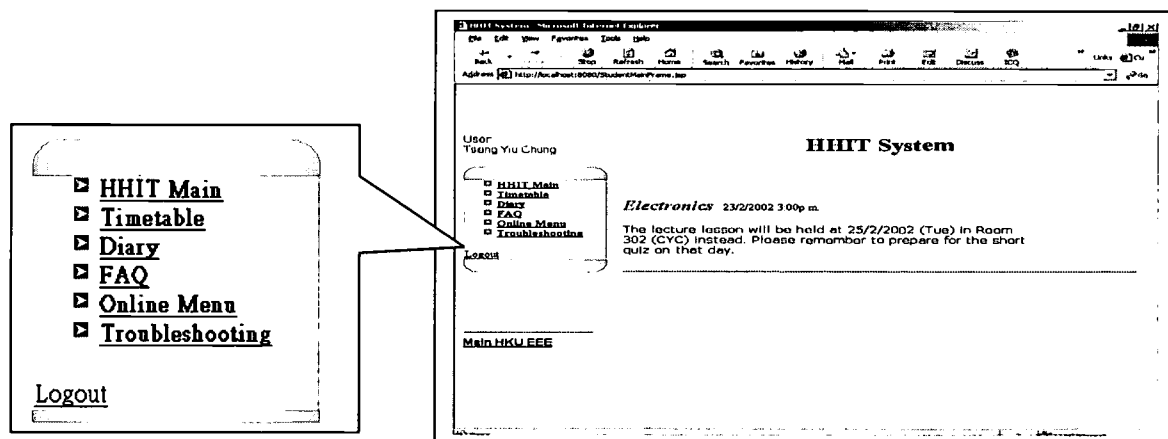 HHIT Main
Timetable
Diary
FAQ
Online Menu
Troubleshooting
Logout
HHIT System - Microsoft Internet Explorer
File Edit View Favorites Tools Help
Back Stop Refresh Home Search Favorites History Mail Print Edit Discuss ICQ Links
Address http://localhost:8080/StudentMainFrame.jsp Go
User
Tsang Yiu Chung
HHIT System
HHIT Main
Timetable
Diary
FAQ
Online Menu
Troubleshooting
Logout
Electronics 23/2/2002 3:00p.m.
The lecture lesson will be held at 25/2/2002 (Tue) in Room
302 (CYC) instead. Please remember to prepare for the short
quiz on that day.
Main HKU EEE